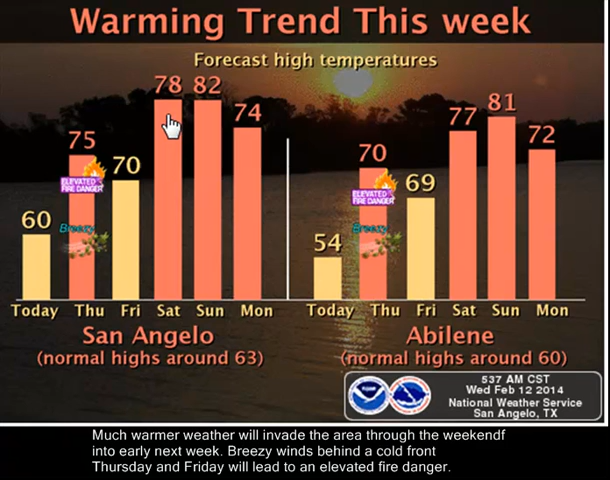 Warming Trend This week
Forecast high temperatures
60 75 70 78 82 74
54 70 69 77 81 72
ELEVATED
FIRE DANGER
Breezy
ELEVATED
FIRE DANGER
Breezy
Today Thu Fri Sat Sun Mon
Today Thu Fri Sat Sun Mon
San Angelo
(normal highs around 63)
Abilene
(normal highs around 60)
537 AM CST
Wed Feb 12 2014
National Weather Service
San Angelo, TX
Much warmer weather will invade the area through the weekendf
into early next week. Breezy winds behind a cold front
Thursday and Friday will lead to an elevated fire danger.